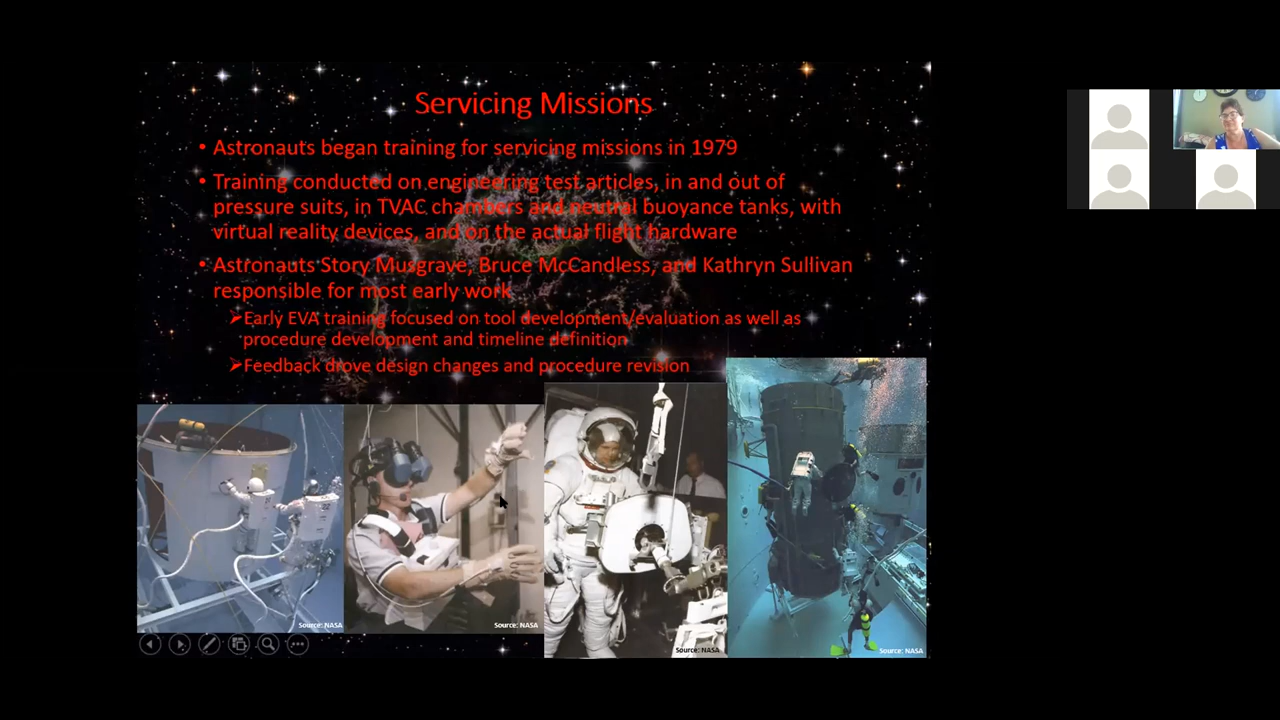 Servicing Missions
• Astronauts began training for servicing missions in 1979
• Training conducted on engineering test articles, in and out of
pressure suits, in TVAC chambers and neutral buoyance tanks, with
virtual reality devices, and on the actual flight hardware
• Astronauts Story Musgrave, Bruce McCandless, and Kathryn Sullivan
responsible for most early work
➢Early EVA training focused on tool development/evaluation as well as
procedure development and timeline definition
➢Feedback drove design changes and procedure revision
Source: NASA
Source: NASA
Source: NASA
Source: NASA